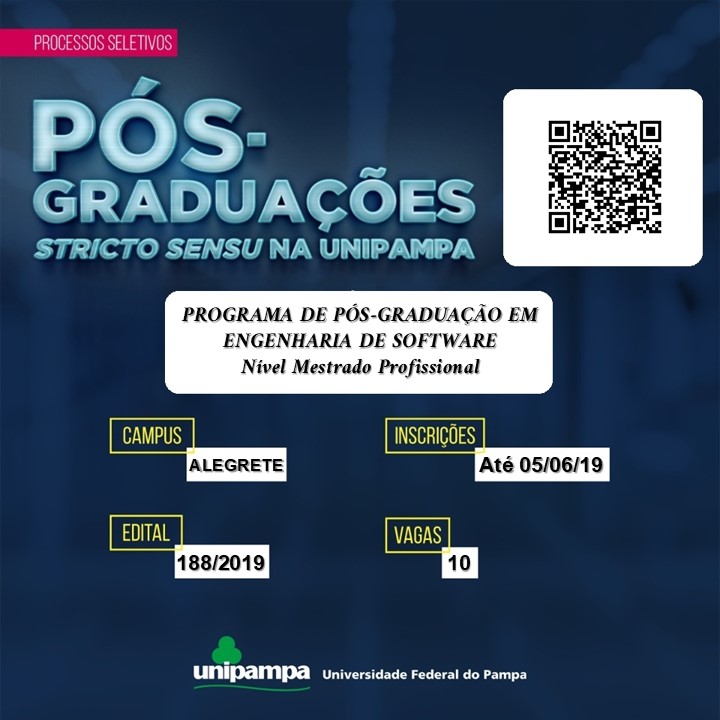 PROCESSOS SELETIVOS
PÓS-
GRADUAÇÕES
STRICTO SENSU NA UNIPAMPA
PROGRAMA DE PÓS-GRADUAÇÃO EM
ENGENHARIA DE SOFTWARE
Nível Mestrado Profissional
CAMPUS
ALEGRETE
INSCRIÇÕES
Até 05/06/19
EDITAL
188/2019
VAGAS
10
unipampa
Universidade Federal do Pampa